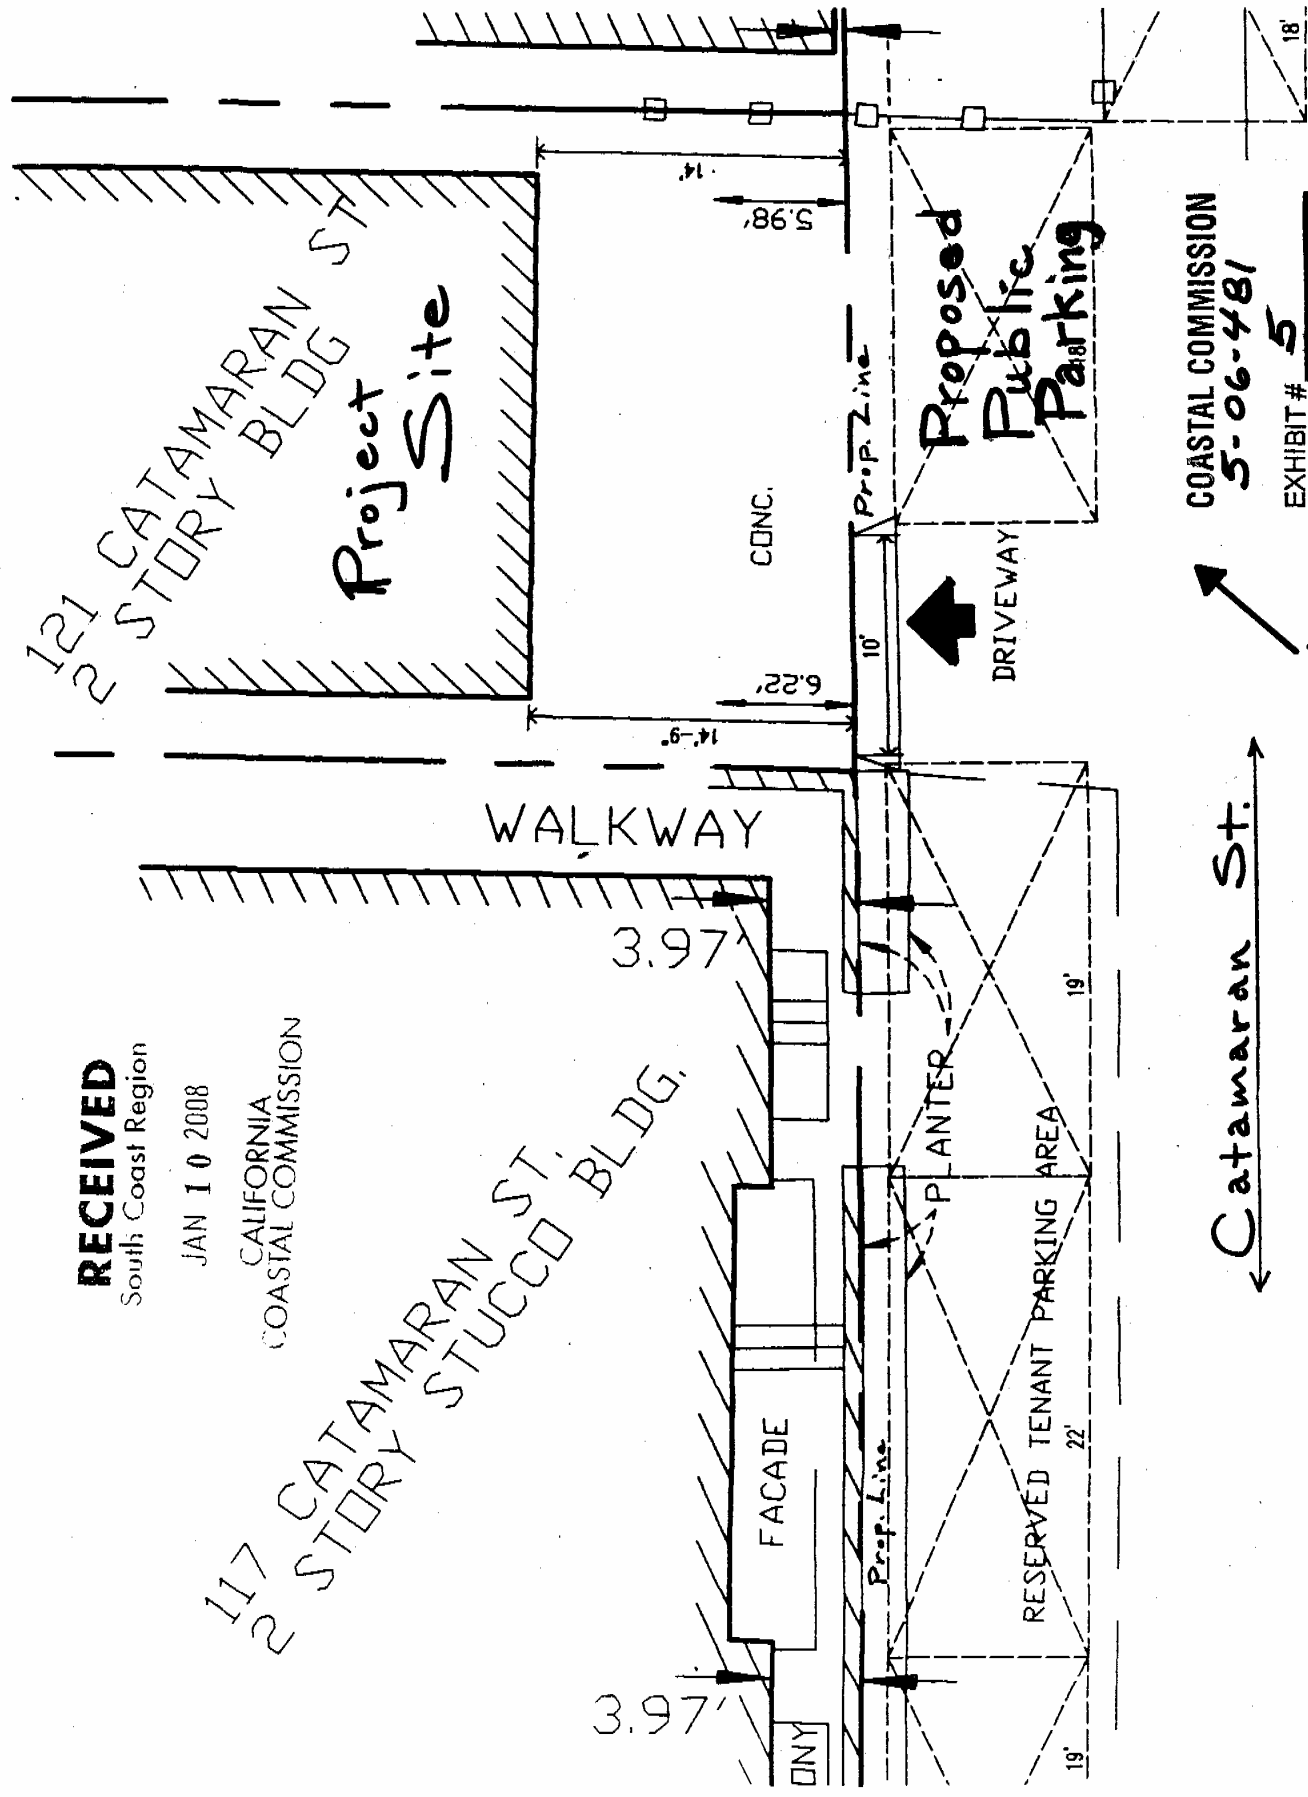 RECEIVED
South Coast Region
JAN 10 2008
CALIFORNIA
COASTAL COMMISSION
121 CATAMARAN ST
2 STORY BLDG
Project
Site
117 CATAMARAN ST.
2 STORY STUCCO BLDG.
WALKWAY
3.97'
3.97'
FACADE
ONY
14'-9"
6.22'
14'
5.98'
CONC.
Prop. Line
10'
DRIVEWAY
Proposed
Public
Parking
18'
18'
Prop. Line
PLANTER
RESERVED TENANT PARKING AREA
19'
22'
19'
Catamaran St.
COASTAL COMMISSION
5-06-481
EXHIBIT # 5